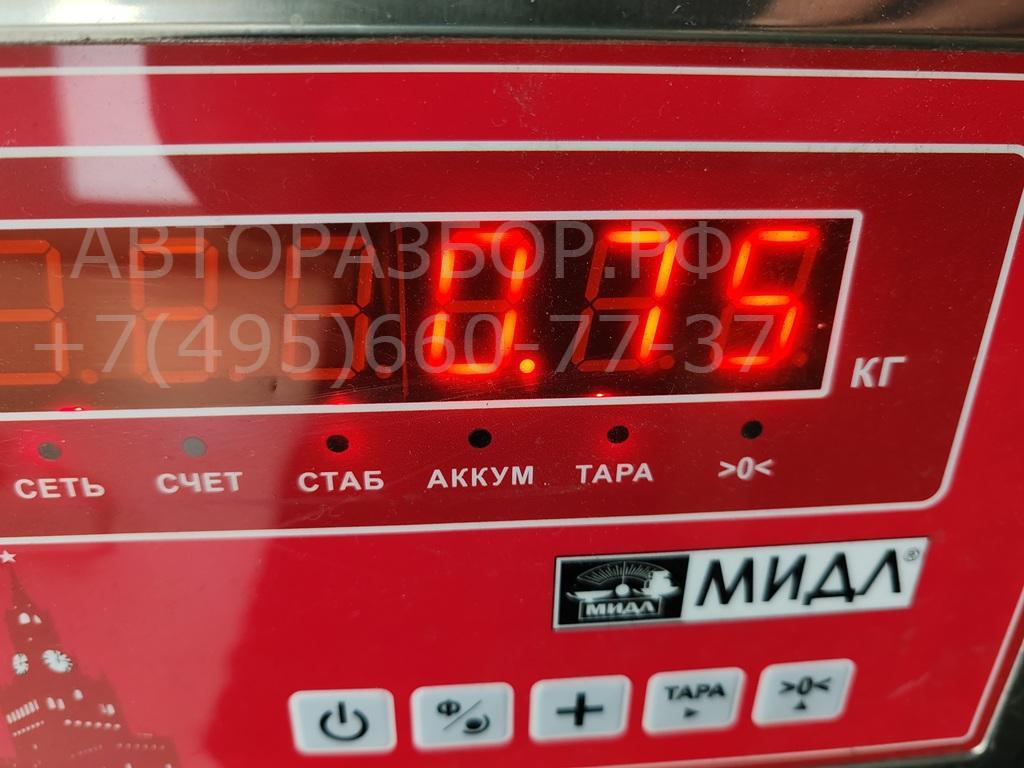 АВТОРАЗБОР.РФ
+7(495)660-77-37
0.75
КГ
СЕТЬ СЧЕТ СТАБ АККУМ ТАРА >0<
МИДЛ МИДЛ®
Ф ТАРА >0<